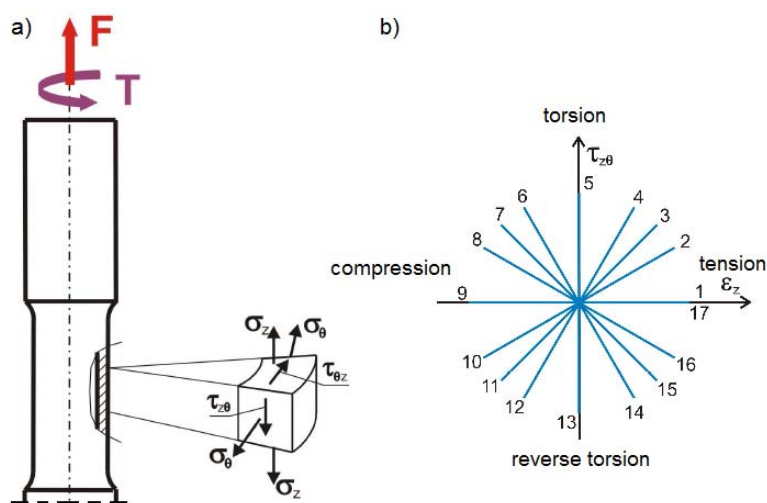 a)
F
T
σz
σθ
τθz
τzθ
σθ
σz
b)
torsion
τzθ
5
6
4
7
3
8
2
compression
tension
9
1
εz
17
10
16
11
15
12
14
13
reverse torsion